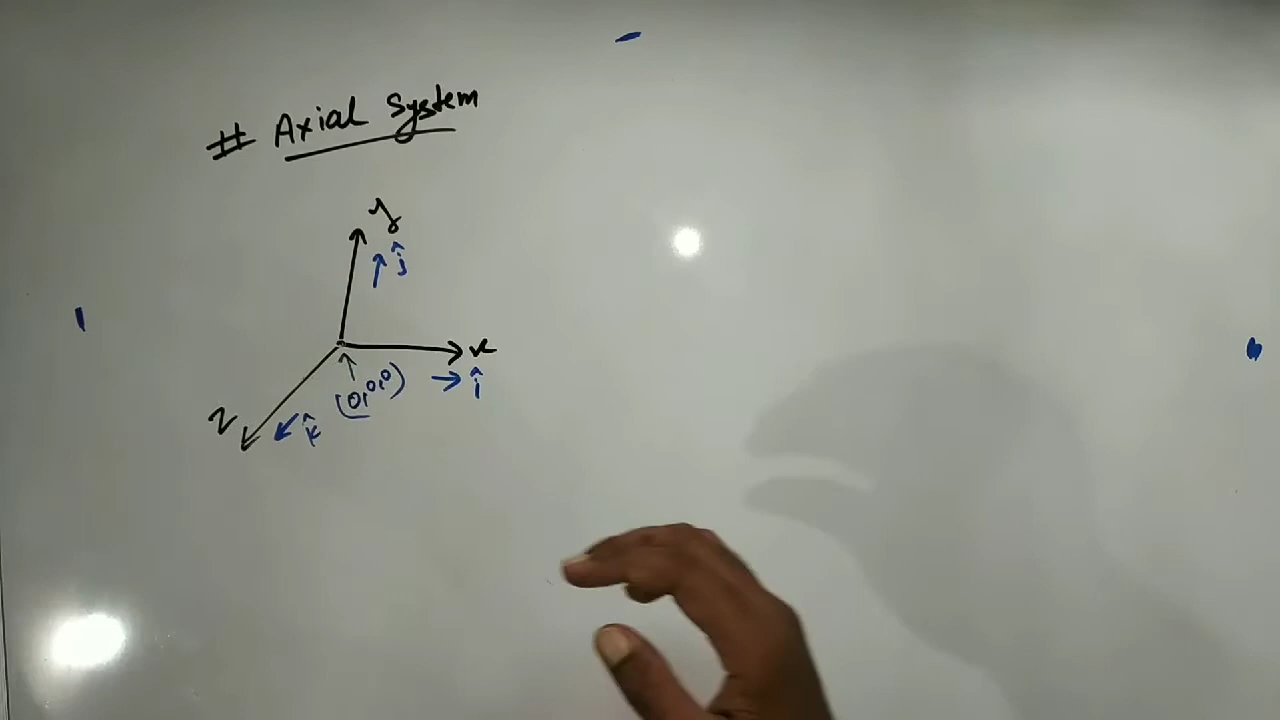 # Axial System
y
ĵ
x
(0,0,0)
î
z
k̂